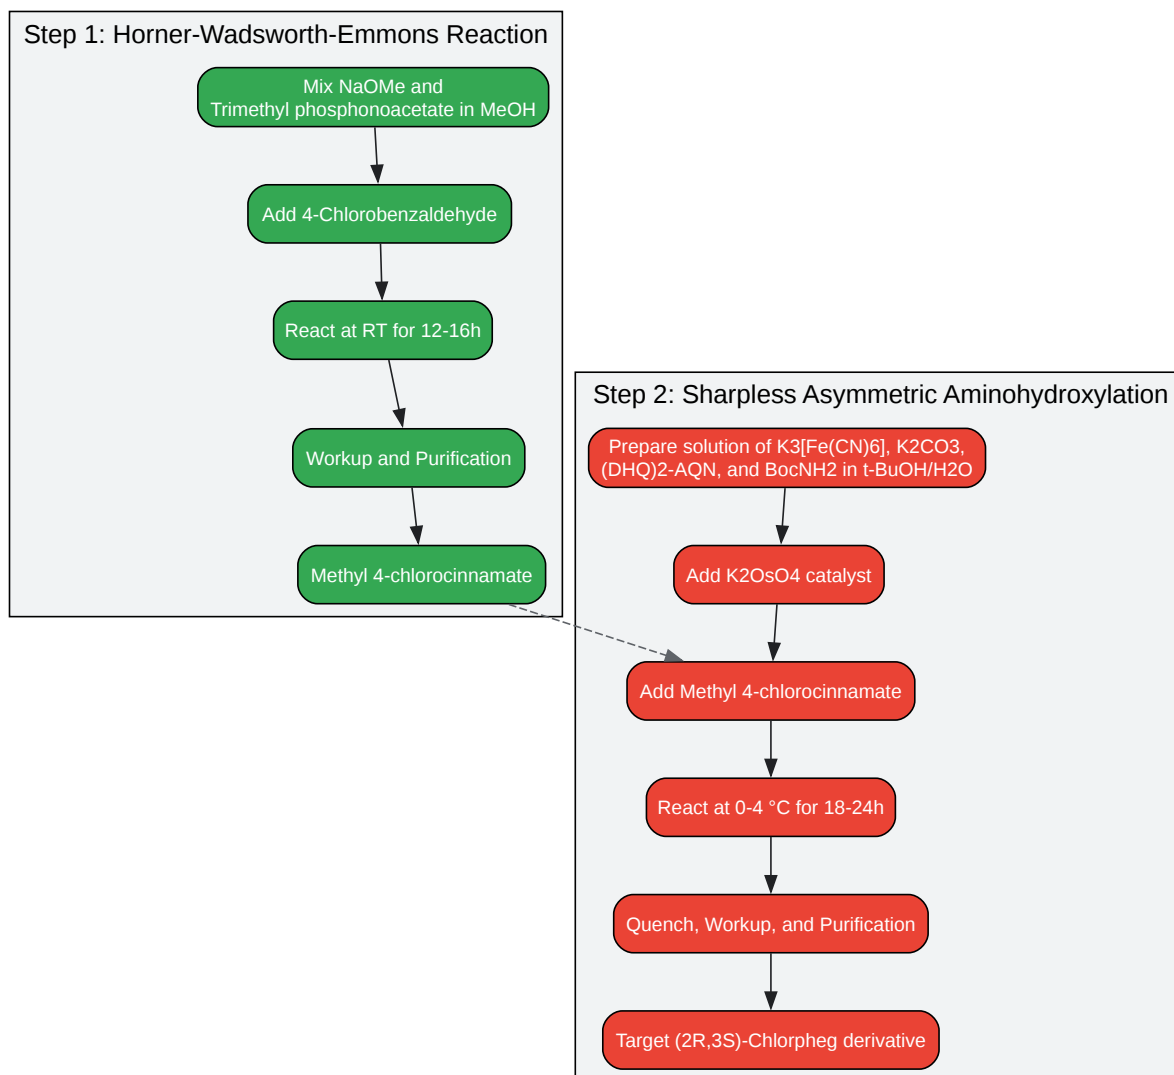 Step 1: Horner-Wadsworth-Emmons Reaction
Mix NaOMe and
Trimethyl phosphonoacetate in MeOH
Add 4-Chlorobenzaldehyde
React at RT for 12-16h
Workup and Purification
Methyl 4-chlorocinnamate
Step 2: Sharpless Asymmetric Aminohydroxylation
Prepare solution of K3[Fe(CN)6], K2CO3,
(DHQ)2-AQN, and BocNH2 in t-BuOH/H2O
Add K2OsO4 catalyst
Add Methyl 4-chlorocinnamate
React at 0-4 °C for 18-24h
Quench, Workup, and Purification
Target (2R,3S)-Chlorpheg derivative